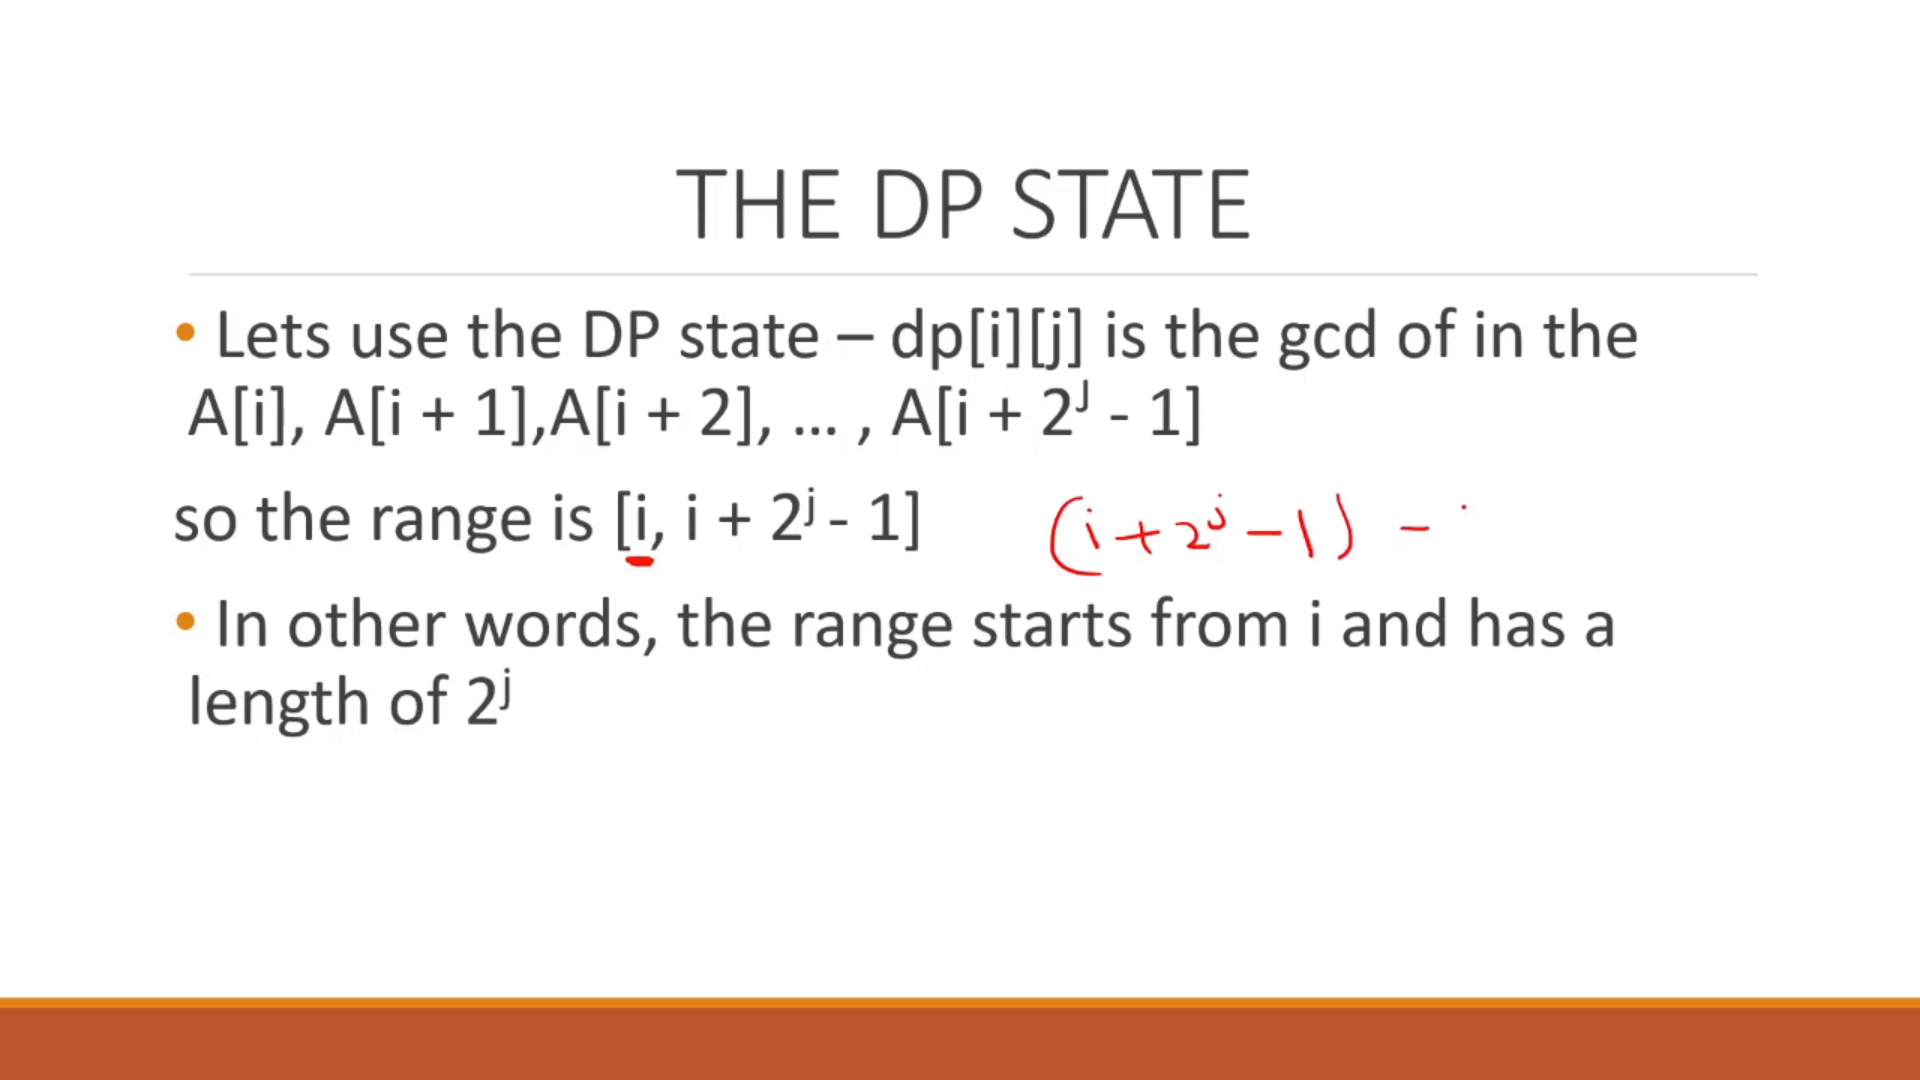 THE DP STATE
• Lets use the DP state – dp[i][j] is the gcd of in the
A[i], A[i + 1],A[i + 2], ... , A[i + 2ʲ - 1]
so the range is [i, i + 2ʲ - 1] (i + 2ʲ - 1) -
• In other words, the range starts from i and has a
length of 2ʲ